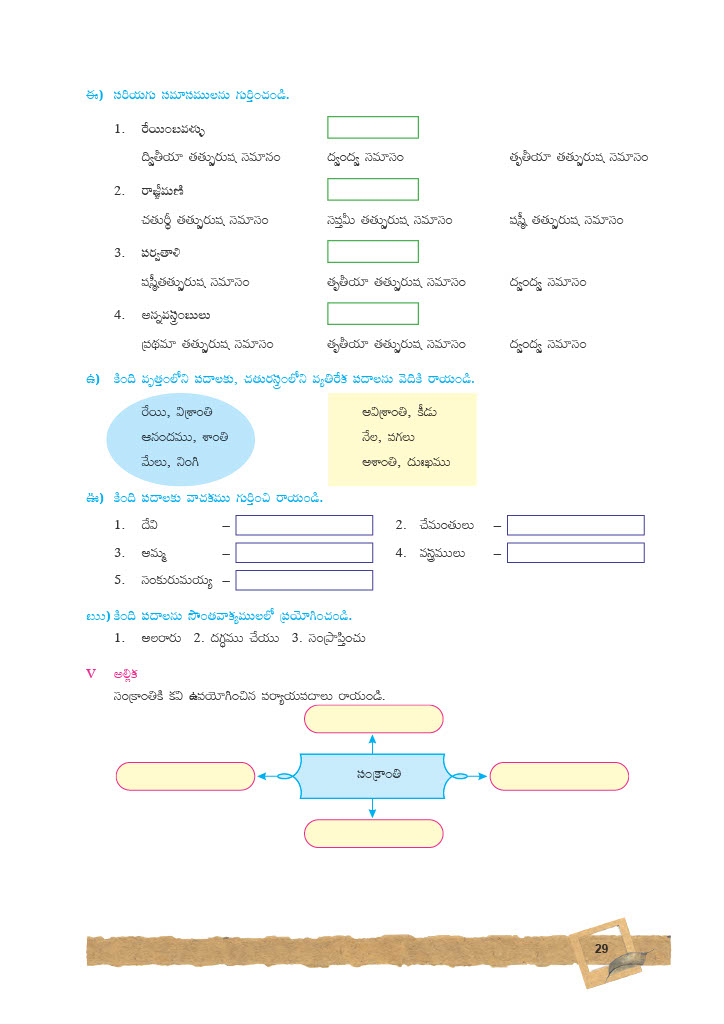 ఈ) సరియగు సమాసములను గుర్తించండి.
1. రేయింబవళ్ళు
ద్వితీయా తత్పురుష సమాసం ద్వంద్వ సమాసం తృతీయా తత్పురుష సమాసం
2. రాజ్ఞీమణి
చతుర్థీ తత్పురుష సమాసం సప్తమీ తత్పురుష సమాసం షష్ఠీ తత్పురుష సమాసం
3. పర్వతాళి
షష్ఠీతత్పురుష సమాసం తృతీయా తత్పురుష సమాసం ద్వంద్వ సమాసం
4. అన్నవస్త్రంబులు
ప్రథమా తత్పురుష సమాసం తృతీయా తత్పురుష సమాసం ద్వంద్వ సమాసం
ఉ) కింది వృత్తంలోని పదాలకు, చతురస్రంలోని వ్యతిరేక పదాలను వెదికి రాయండి.
రేయి, విశ్రాంతి అవిశ్రాంతి, కీడు
ఆనందము, శాంతి నేల, పగలు
మేలు, నింగి అశాంతి, దుఃఖము
ఊ) కింది పదాలకు వాచకము గుర్తించి రాయండి.
1. దేవి – 2. చేమంతులు –
3. అమ్మ – 4. వస్త్రములు –
5. సంకురుమయ్య –
ఋ) కింది పదాలను సొంతవాక్యములలో ప్రయోగించండి.
1. అలరారు 2. దగ్ధము చేయు 3. సంప్రాప్తించు
V అల్లిక
సంక్రాంతికి కవి ఉపయోగించిన పర్యాయపదాలు రాయండి.
సంక్రాంతి
29